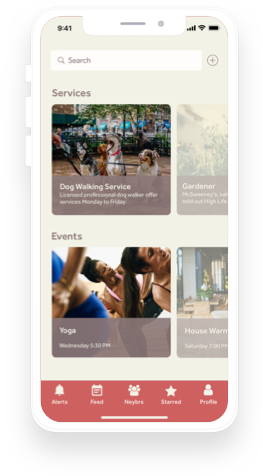 9:41
Search
Services
Dog Walking Service
Licensed professional dog walker offer
services Monday to Friday
Gardener
McSweeney's, sel
sold out High Life
Events
Yoga
Wednesday 5:30 PM
House Warm
Saturday 7:00
Alerts
Feed
Neybrs
Starred
Profile